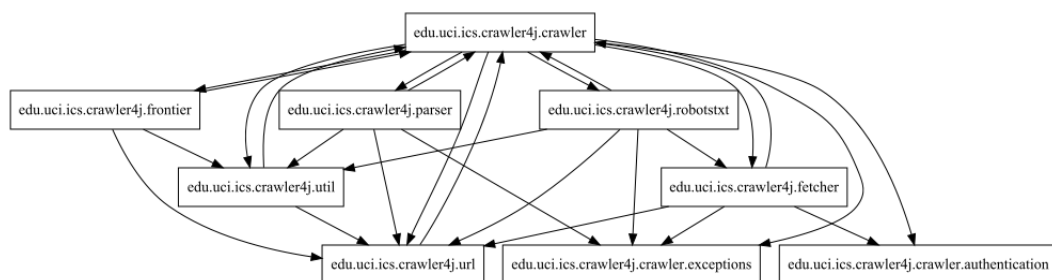 edu.uci.ics.crawler4j.crawler
edu.uci.ics.crawler4j.frontier
edu.uci.ics.crawler4j.parser
edu.uci.ics.crawler4j.robotstxt
edu.uci.ics.crawler4j.util
edu.uci.ics.crawler4j.fetcher
edu.uci.ics.crawler4j.url
edu.uci.ics.crawler4j.crawler.exceptions
edu.uci.ics.crawler4j.crawler.authentication